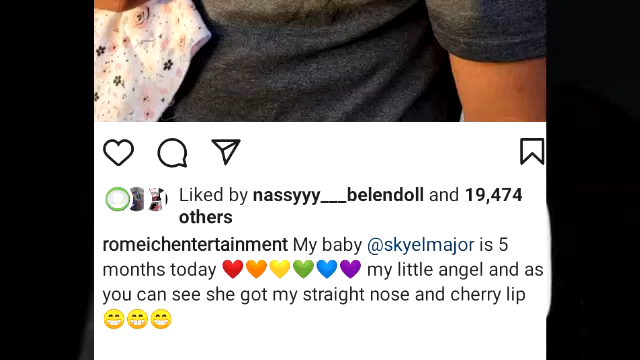 Liked by nassyyy___belendoll and 19,474
others
romeichentertainment My baby @skyelmajor is 5
months today ❤️🧡💛💚💙💜 my little angel and as
you can see she got my straight nose and cherry lip
😁😁😁